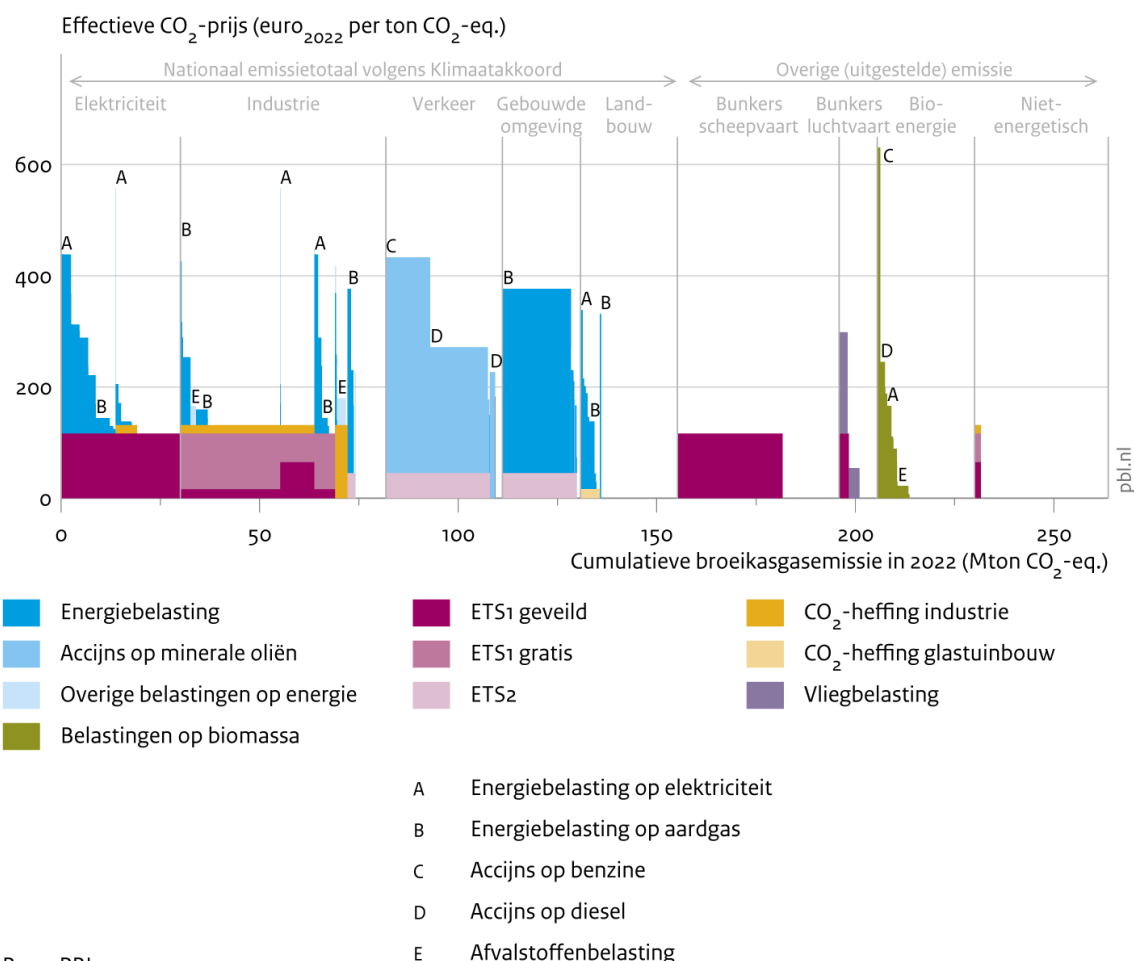 Effectieve CO2-prijs (euro2022 per ton CO2-eq.)
Nationaal emissietotaal volgens Klimaatakkoord
Overige (uitgestelde) emissie
Elektriciteit
Industrie
Verkeer
Gebouwde
omgeving
Land-
bouw
Bunkers
scheepvaart
Bunkers
luchtvaart
Bio-
energie
Niet-
energetisch
600
400
200
0
A
B
A
B
E
B
A
A
B
E
B
C
D
D
B
A
B
B
C
D
A
E
0
50
100
150
200
250
Cumulatieve broeikasgasemissie in 2022 (Mton CO2-eq.)
pbl.nl
Energiebelasting
Accijns op minerale oliën
Overige belastingen op energie
Belastingen op biomassa
ETS1 geveild
ETS1 gratis
ETS2
CO2-heffing industrie
CO2-heffing glastuinbouw
Vliegbelasting
A Energiebelasting op elektriciteit
B Energiebelasting op aardgas
C Accijns op benzine
D Accijns op diesel
E Afvalstoffenbelasting